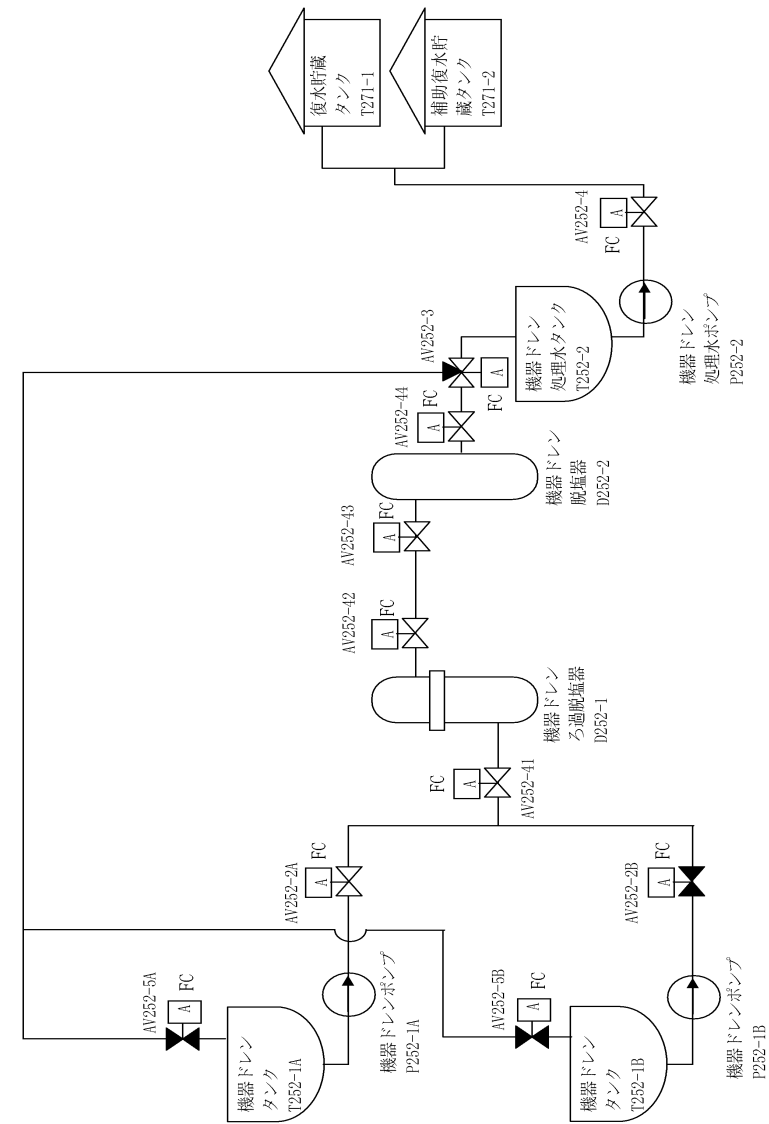 復水貯蔵
タンク
T271-1
補助復水貯
蔵タンク
T271-2
AV252-4
A
FC
機器ドレン
処理水ポンプ
P252-2
機器ドレン
処理水タンク
T252-2
AV252-3
A
FC
AV252-44
A
FC
機器ドレン
脱塩器
D252-2
AV252-43
A
FC
AV252-42
A
FC
機器ドレン
ろ過脱塩器
D252-1
AV252-41
A
FC
AV252-2A
A
FC
AV252-2B
A
FC
AV252-5A
A
FC
機器ドレンポンプ
P252-1A
機器ドレン
タンク
T252-1A
AV252-5B
A
FC
機器ドレンポンプ
P252-1B
機器ドレン
タンク
T252-1B